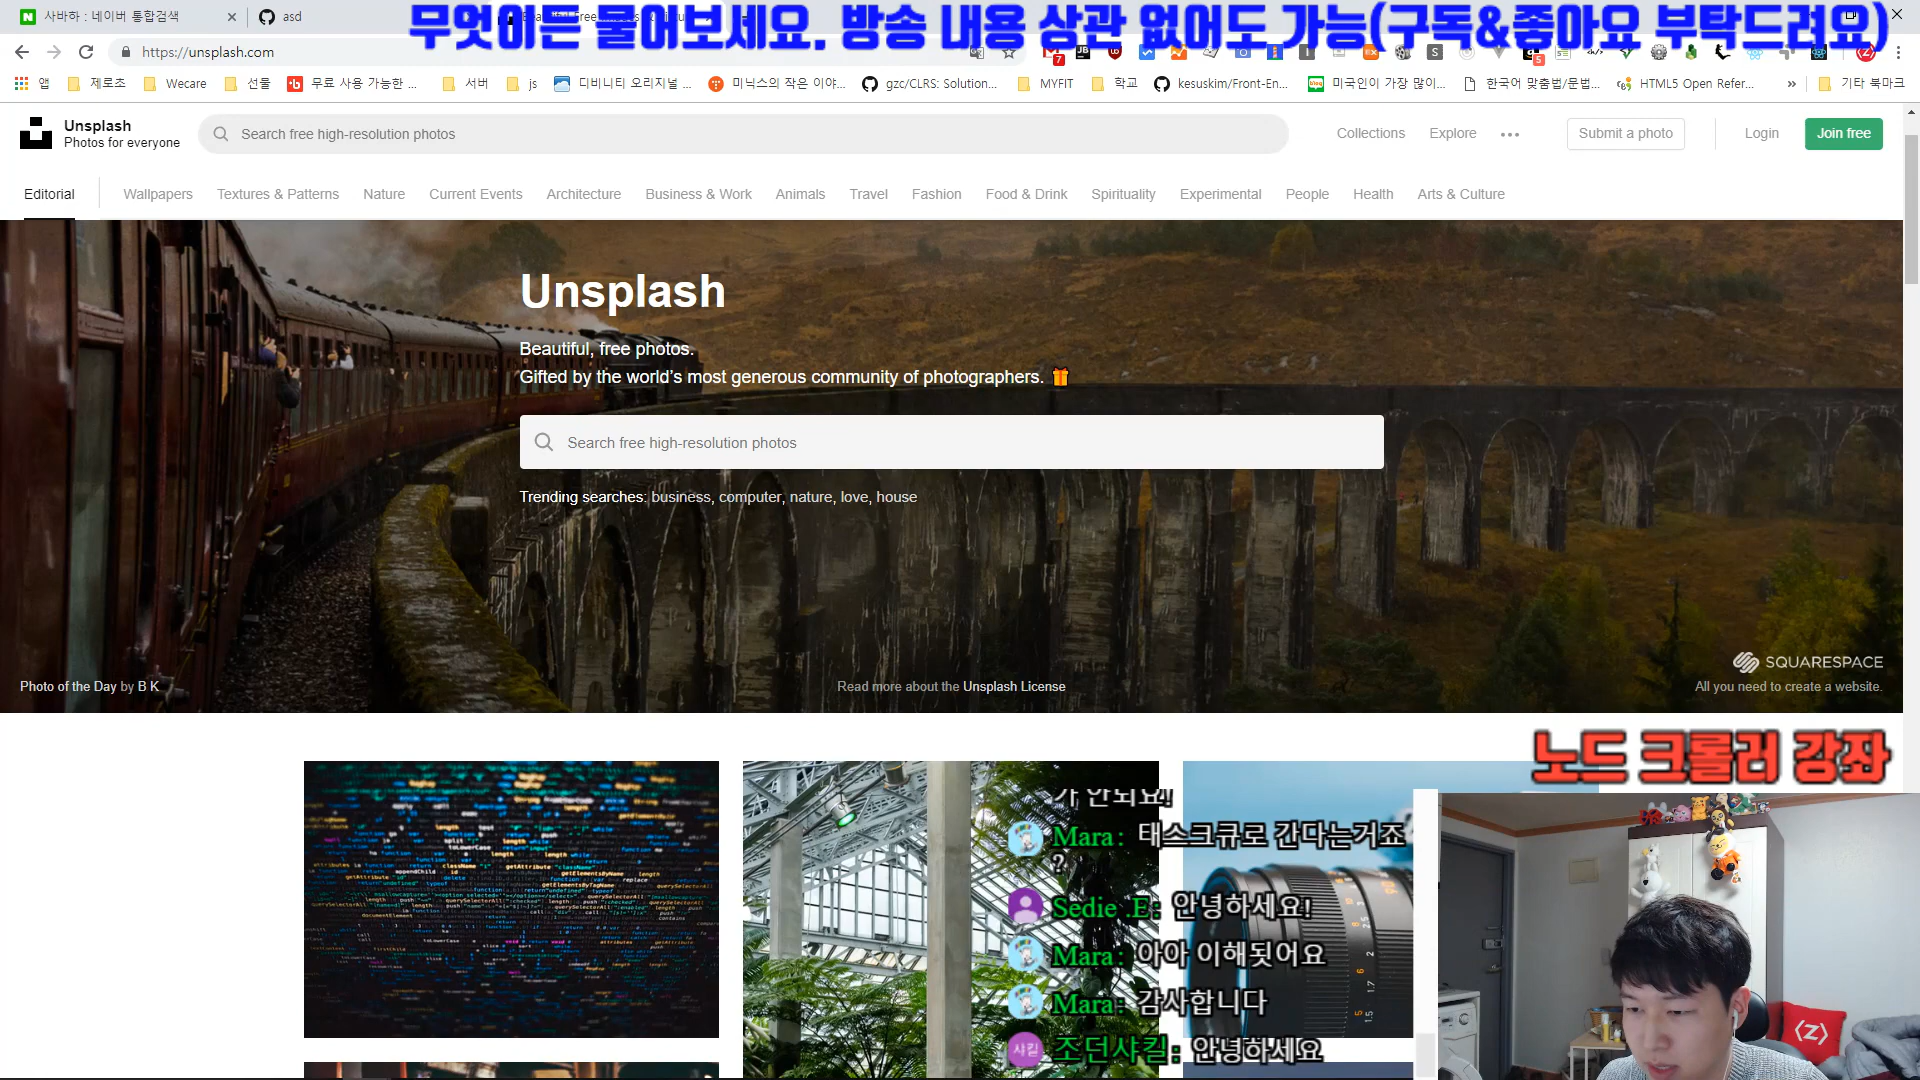 사바하 : 네이버 통합검색
asd
무엇이든 물어보세요. 방송 내용 상관 없어도 가능(구독&좋아요 부탁드려요)
https://unsplash.com
앱
제로초
Wecare
선물
무료 사용 가능한 ...
서버
js
디비니티 오리지널 ...
미닉스의 작은 이야...
gzc/CLRS: Solution...
MYFIT
학교
kesuskim/Front-En...
미국인이 가장 많이...
한국어 맞춤법/문법...
HTML5 Open Refer...
»
기타 북마크
Unsplash
Photos for everyone
Search free high-resolution photos
Collections
Explore
Submit a photo
Login
Join free
Editorial
Wallpapers
Textures & Patterns
Nature
Current Events
Architecture
Business & Work
Animals
Travel
Fashion
Food & Drink
Spirituality
Experimental
People
Health
Arts & Culture
Unsplash
Beautiful, free photos.
Gifted by the world's most generous community of photographers.
Search free high-resolution photos
Trending searches: business, computer, nature, love, house
SQUARESPACE
Photo of the Day by B K
Read more about the Unsplash License
All you need to create a website.
노드 크롤러 강좌
가 안되요!
Mara: 태스크큐로 간다는거죠
?
Sedie .E: 안녕하세요!
Mara: 아아 이해됫어요
Mara: 감사합니다
샤킬
조던샤킬: 안녕하세요